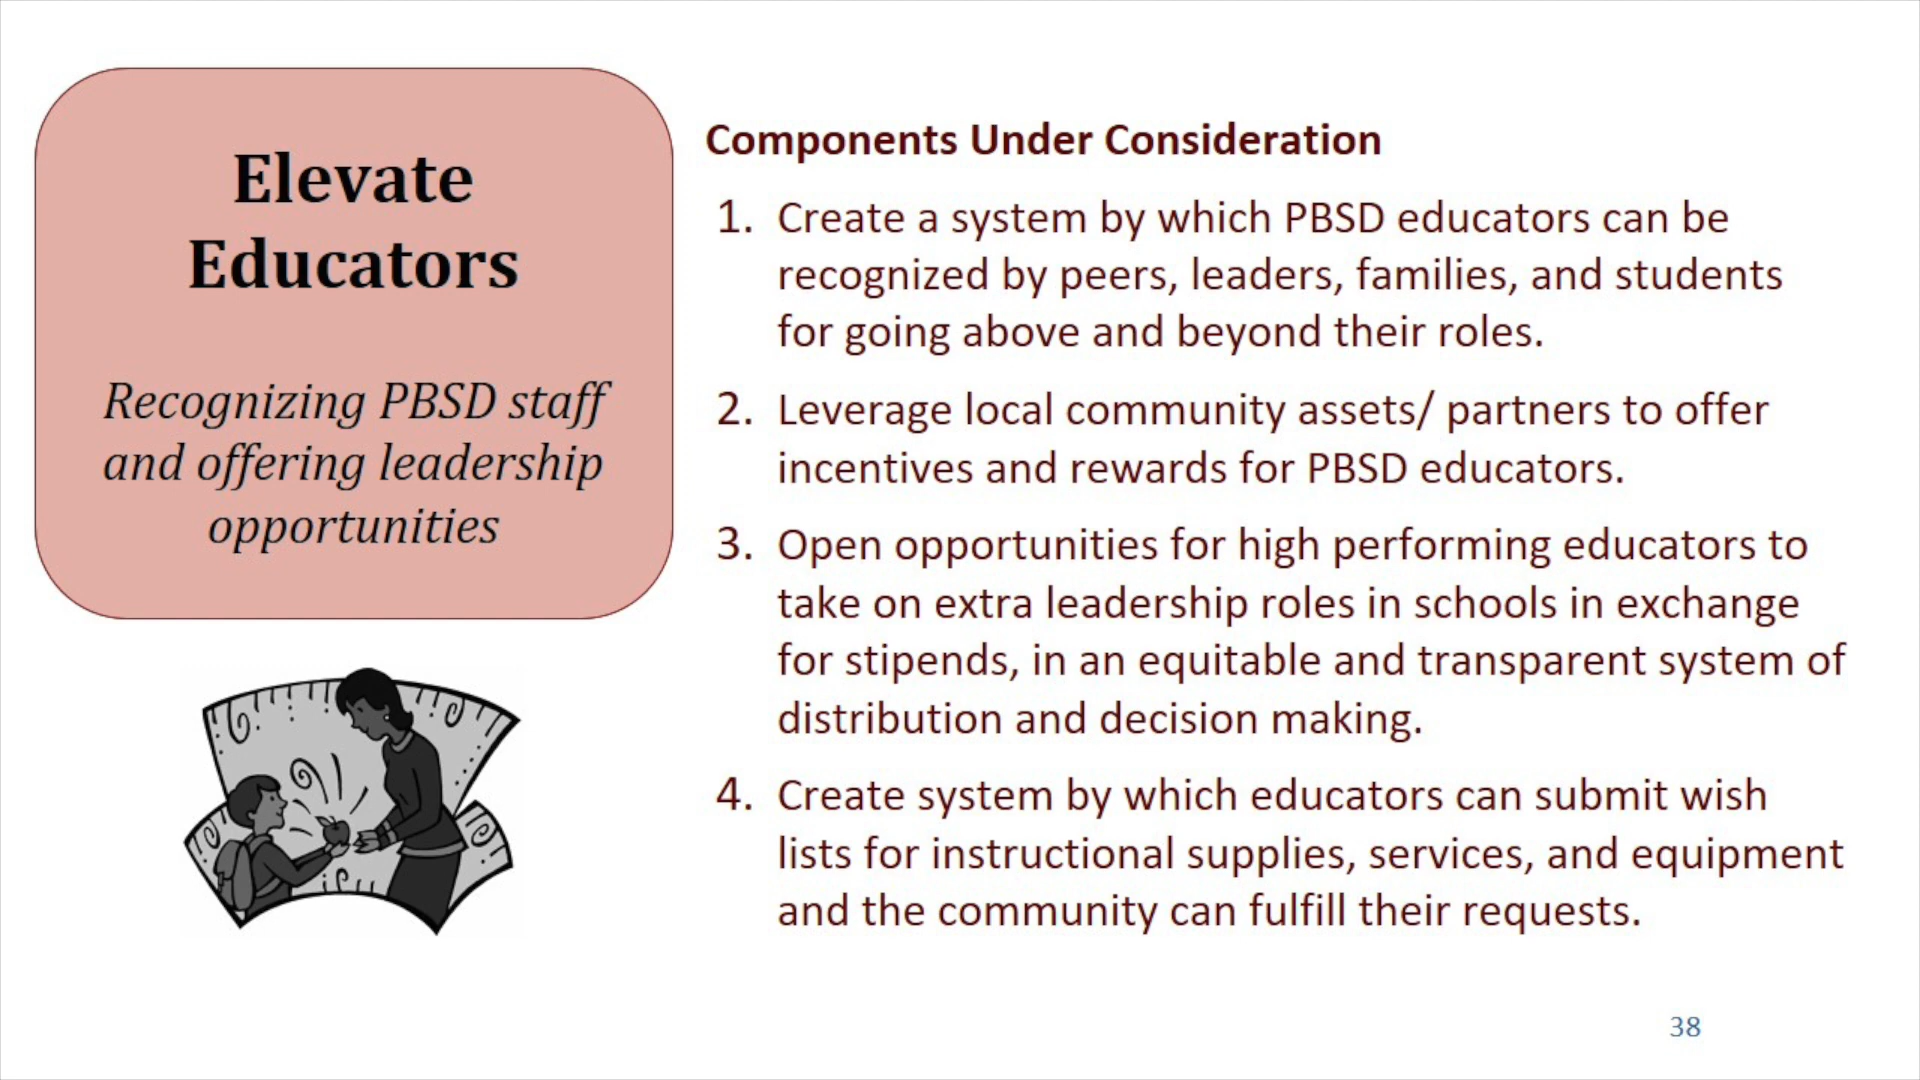 Elevate
Educators
Recognizing PBSD staff
and offering leadership
opportunities
Components Under Consideration
1. Create a system by which PBSD educators can be
recognized by peers, leaders, families, and students
for going above and beyond their roles.
2. Leverage local community assets/ partners to offer
incentives and rewards for PBSD educators.
3. Open opportunities for high performing educators to
take on extra leadership roles in schools in exchange
for stipends, in an equitable and transparent system of
distribution and decision making.
4. Create system by which educators can submit wish
lists for instructional supplies, services, and equipment
and the community can fulfill their requests.
38